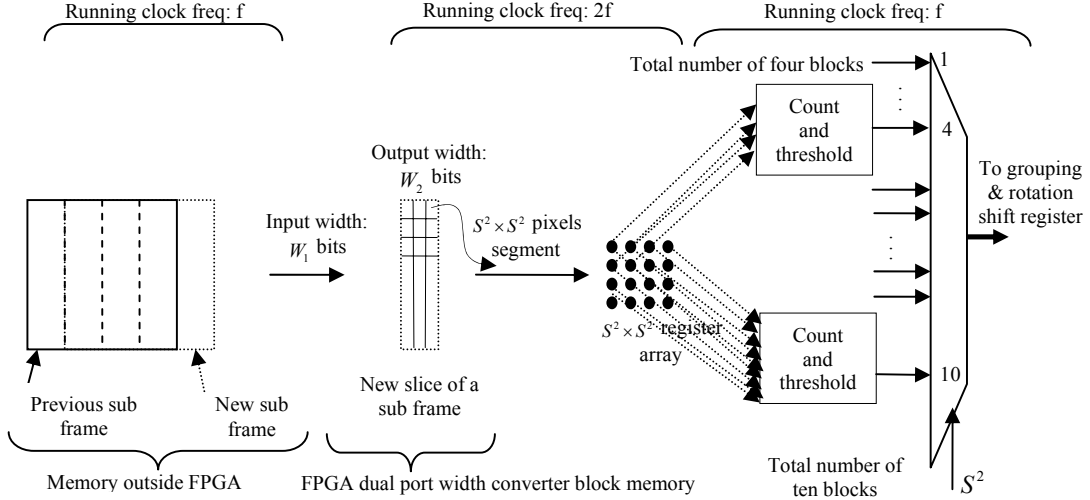 Running clock freq: f
Running clock freq: 2f
Running clock freq: f
Total number of four blocks
1
Count
and
threshold
4
Output width:
W₂ bits
To grouping
& rotation
shift register
Input width:
W₁ bits
S² × S² pixels
segment
S² × S² register
array
Count
and
threshold
10
Previous sub
frame
New sub
frame
New slice of a
sub frame
Memory outside FPGA
FPGA dual port width converter block memory
Total number of
ten blocks
S²